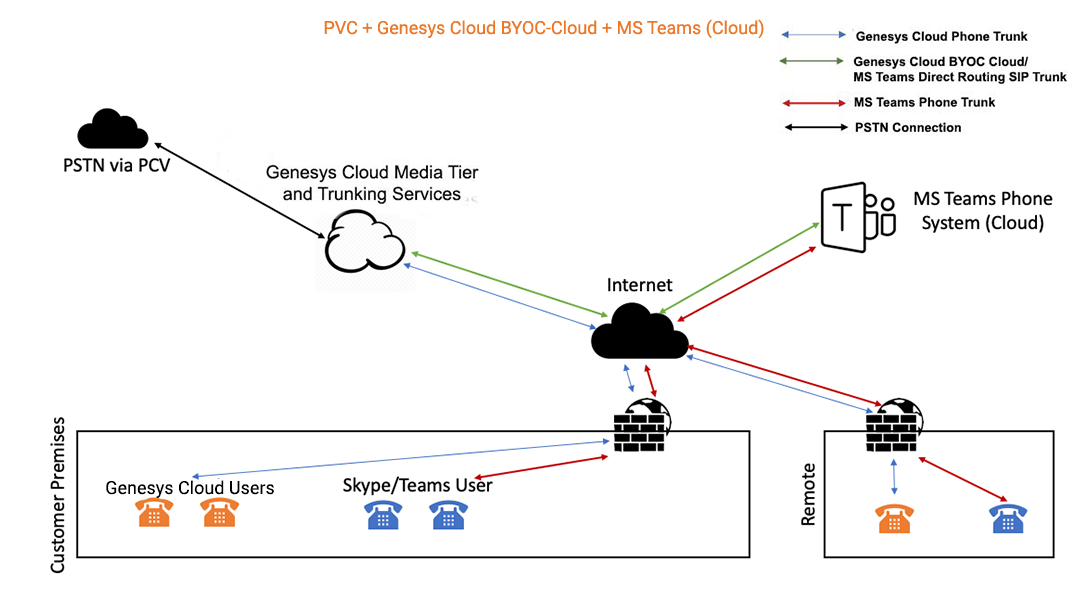 PVC + Genesys Cloud BYOC-Cloud + MS Teams (Cloud)
Genesys Cloud Phone Trunk
Genesys Cloud BYOC Cloud/
MS Teams Direct Routing SIP Trunk
MS Teams Phone Trunk
PSTN Connection
PSTN via PCV
Genesys Cloud Media Tier
and Trunking Services
T
MS Teams Phone
System (Cloud)
Internet
Customer Premises
Genesys Cloud Users
Skype/Teams User
Remote